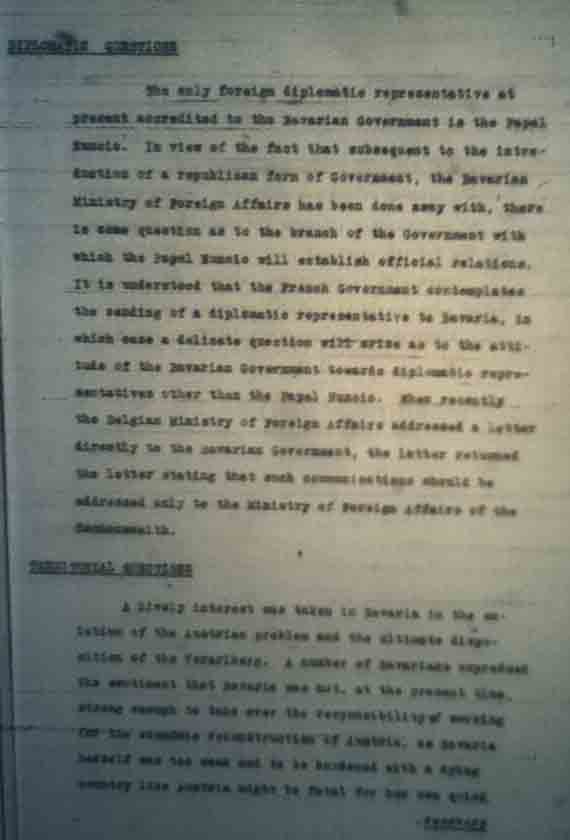 DIPLOMATIC QUESTIONS
The only foreign diplomatic representative at
present accredited to the Bavarian Government is the Papal
Nuncio. In view of the fact that subsequent to the intro-
duction of a republican form of Government, the Bavarian
Ministry of Foreign Affairs has been done away with, there
is some question as to the branch of the Government with
which the Papal Nuncio will establish official relations.
It is understood that the French Government contemplates
the sending of a diplomatic representative to Bavaria, in
which case a delicate question will arise as to the atti-
tude of the Bavarian Government towards diplomatic repre-
sentatives other than the Papal Nuncio. When recently
the Belgian Ministry of Foreign Affairs addressed a letter
directly to the Bavarian Government, the latter returned
the letter stating that such communications should be
addressed only to the Ministry of Foreign Affairs of the
Commonwealth.
TERRITORIAL QUESTIONS
A lively interest was taken in Bavaria in the so-
lution of the Austrian problem and the ultimate dispo-
sition of the Vorarlberg. A number of Bavarians expressed
the sentiment that Bavaria was not, at the present time,
strong enough to take over the responsibility of working
for the economic reconstruction of Austria, as Bavaria
herself was too weak and to be burdened with a dying
country like Austria might be fatal for her own quick
recovery.